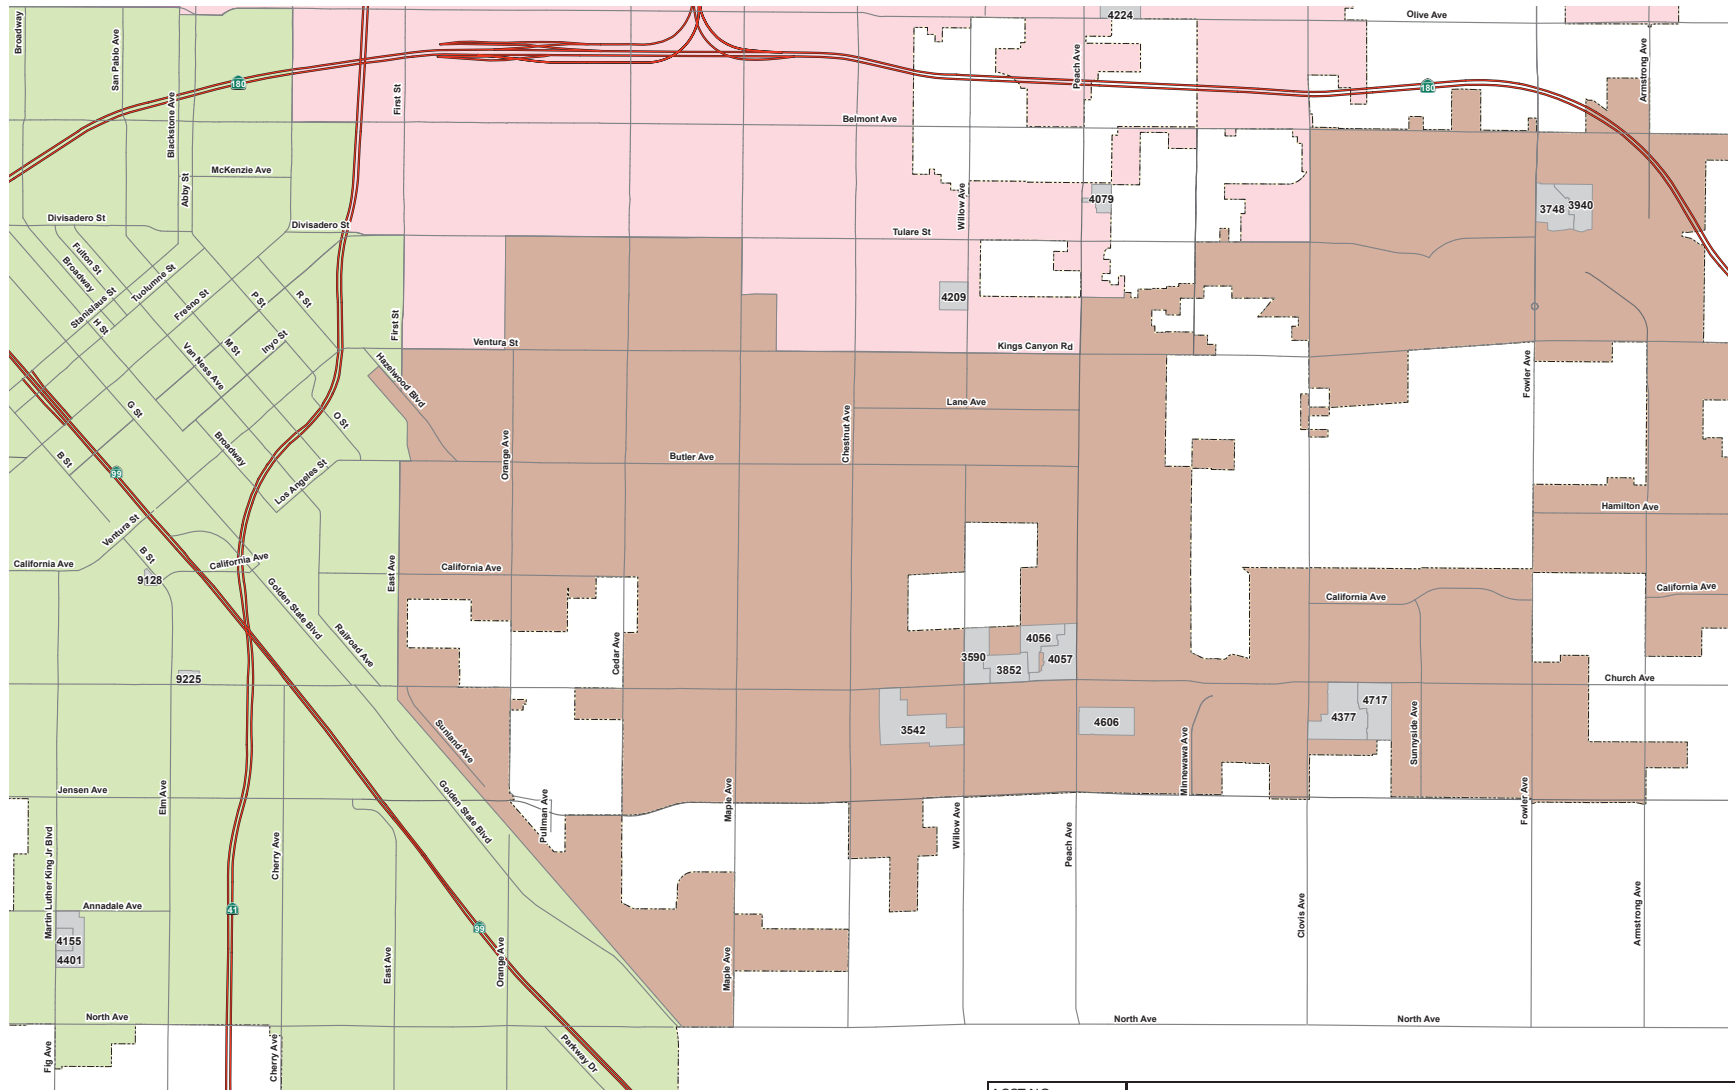 Olive Ave
4224
Broadway
San Pablo Ave
Armstrong Ave
Peach Ave
180
180
First St
Blackstone Ave
Belmont Ave
McKenzie Ave
Abby St
Willow Ave
4079
3748
3940
Divisadero St
Divisadero St
Tulare St
Fulton St
Broadway
Tuolumne St
Stanislaus St
Fresno St
P St
R St
H St
4209
First St
M St
Inyo St
Van Ness Ave
Ventura St
Kings Canyon Rd
Hazelwood Blvd
Fowler Ave
Lane Ave
G St
O St
Chestnut Ave
Broadway
Orange Ave
Butler Ave
B St
99
Los Angeles St
Hamilton Ave
Ventura St
B St
California Ave
California Ave
East Ave
California Ave
9128
California Ave
California Ave
Golden State Blvd
Railroad Ave
Cedar Ave
4056
3590
4057
3852
9225
Church Ave
4717
4377
3542
4606
Sunland Ave
Sunnyside Ave
Minnewawa Ave
Jensen Ave
Elm Ave
Golden State Blvd
Pullman Ave
Maple Ave
Willow Ave
Peach Ave
Fowler Ave
Martin Luther King Jr Blvd
Cherry Ave
Annadale Ave
41
99
Clovis Ave
Armstrong Ave
4155
4401
East Ave
Orange Ave
Maple Ave
North Ave
North Ave
North Ave
Fig Ave
Cherry Ave
Parkway Dr